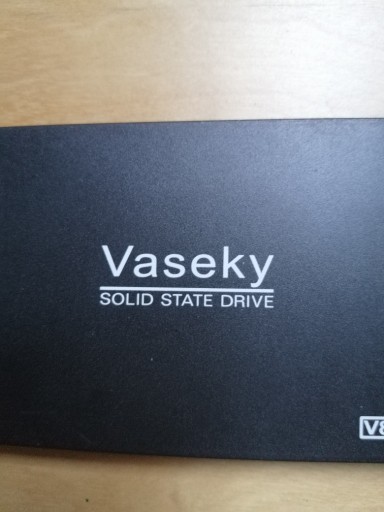 Vaseky
SOLID STATE DRIVE
V8